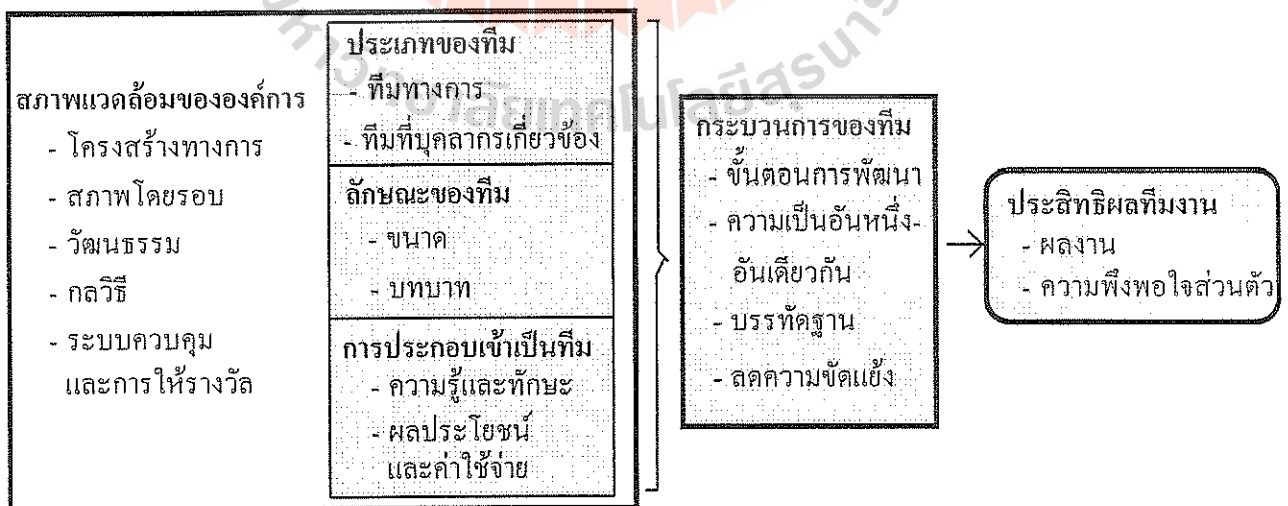 สภาพแวดล้อมขององค์การ
- โครงสร้างทางการ
- สภาพโดยรอบ
- วัฒนธรรม
- กลวิธี
- ระบบควบคุม
และการให้รางวัล
ประเภทของทีม
- ทีมทางการ
- ทีมที่บุคลากรเกี่ยวข้อง
ลักษณะของทีม
- ขนาด
- บทบาท
การประกอบเข้าเป็นทีม
- ความรู้และทักษะ
- ผลประโยชน์
และค่าใช้จ่าย
กระบวนการของทีม
- ขั้นตอนการพัฒนา
- ความเป็นอันหนึ่ง-
อันเดียวกัน
- บรรทัดฐาน
- ลดความขัดแย้ง
ประสิทธิผลทีมงาน
- ผลงาน
- ความพึงพอใจส่วนตัว